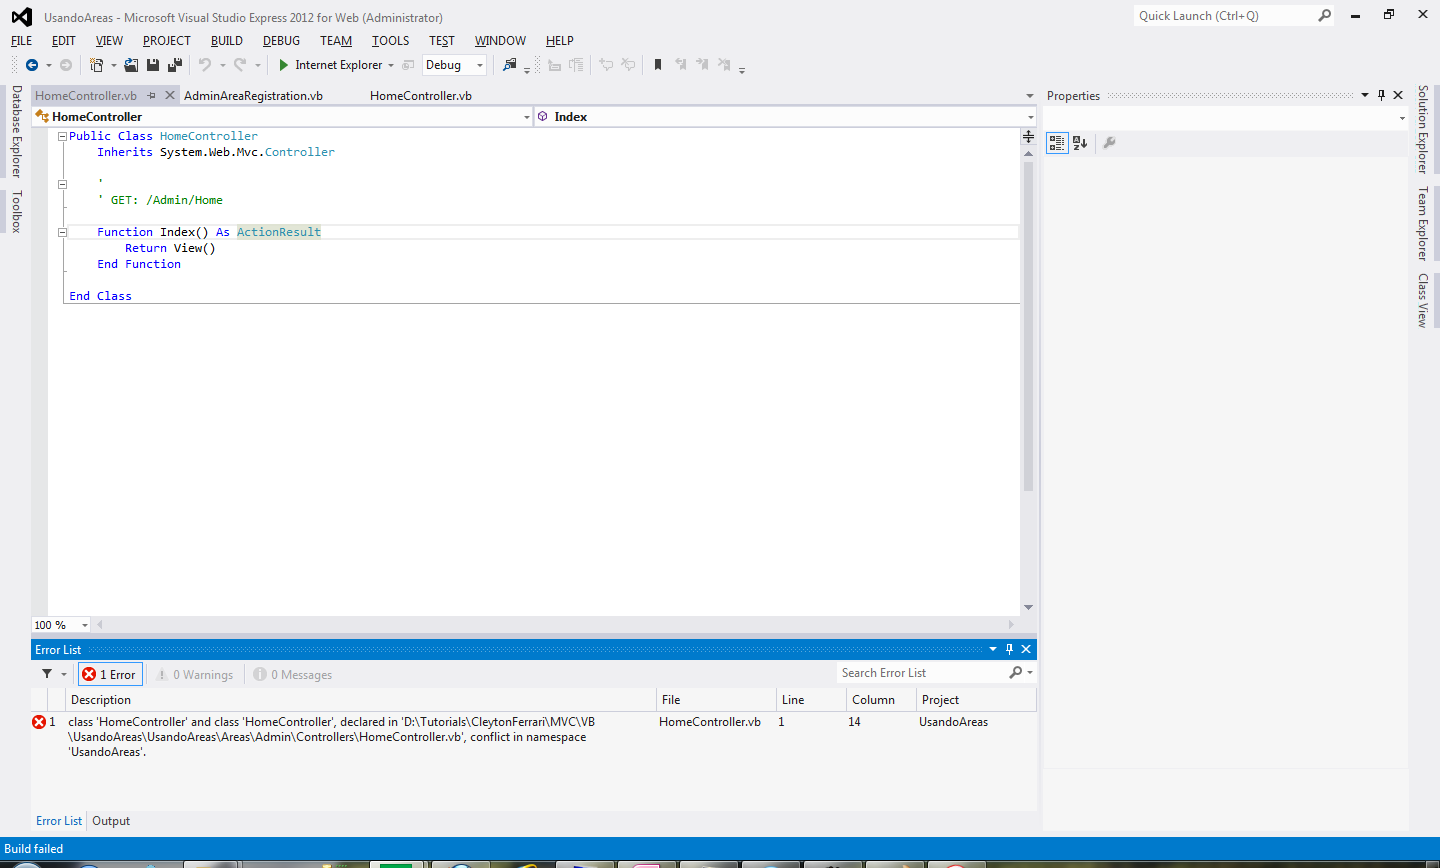 UsandoAreas - Microsoft Visual Studio Express 2012 for Web (Administrator)
Quick Launch (Ctrl+Q)
FILE EDIT VIEW PROJECT BUILD DEBUG TEAM TOOLS TEST WINDOW HELP
Internet Explorer Debug
HomeController.vb AdminAreaRegistration.vb HomeController.vb
HomeController Index
Public Class HomeController
Inherits System.Web.Mvc.Controller
'
' GET: /Admin/Home
Function Index() As ActionResult
Return View()
End Function
End Class
100 %
Database Explorer
Toolbox
Properties
Solution Explorer
Team Explorer
Class View
Error List
1 Error 0 Warnings 0 Messages Search Error List
Description File Line Column Project
1 class 'HomeController' and class 'HomeController', declared in 'D:\Tutorials\CleytonFerrari\MVC\VB HomeController.vb 1 14 UsandoAreas
\UsandoAreas\UsandoAreas\Areas\Admin\Controllers\HomeController.vb', conflict in namespace
'UsandoAreas'.
Error List Output
Build failed